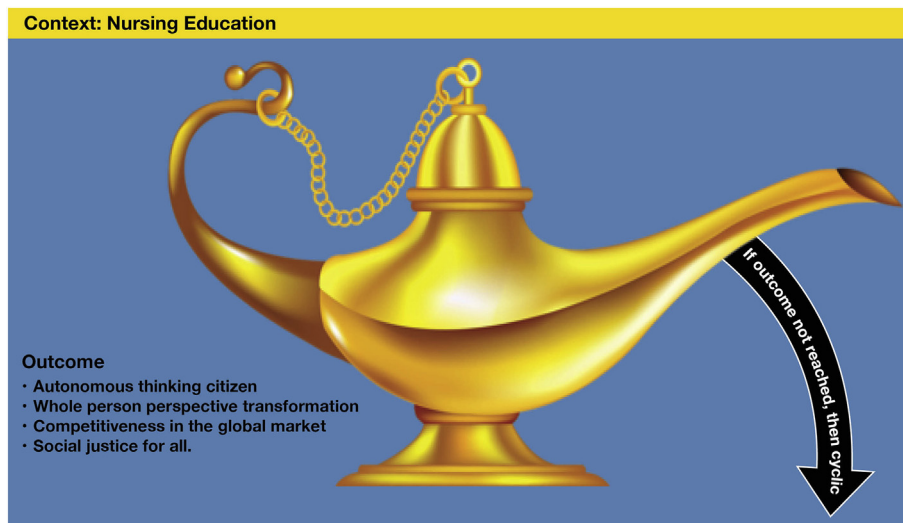 Context: Nursing Education
If outcome not reached, then cyclic
Outcome
· Autonomous thinking citizen
· Whole person perspective transformation
· Competitiveness in the global market
· Social justice for all.